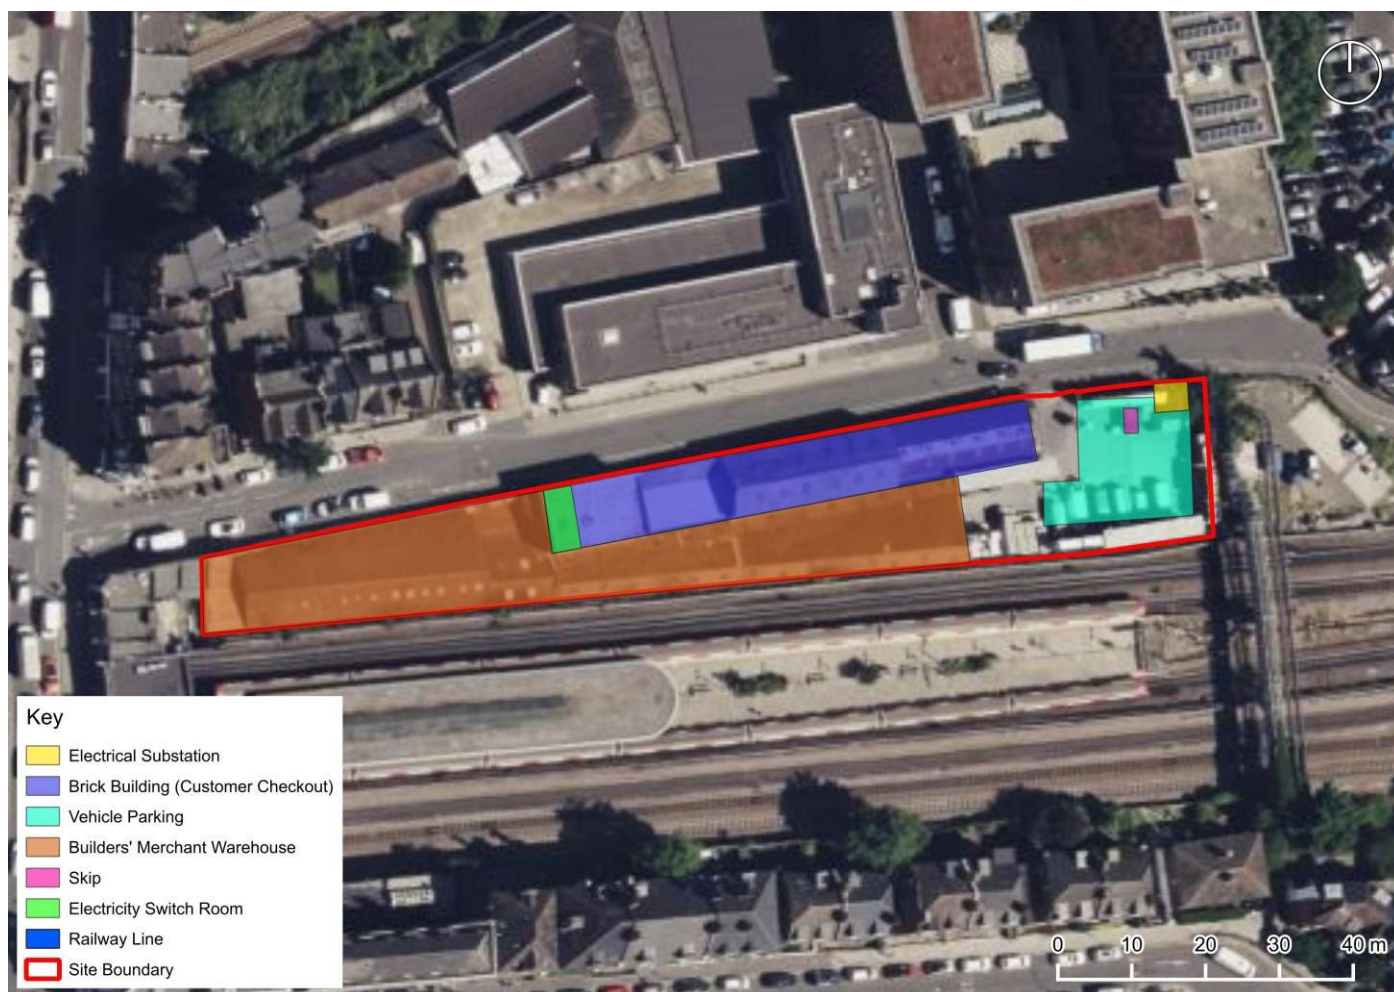 Key
Electrical Substation
Brick Building (Customer Checkout)
Vehicle Parking
Builders' Merchant Warehouse
Skip
Electricity Switch Room
Railway Line
Site Boundary
0 10 20 30 40 m